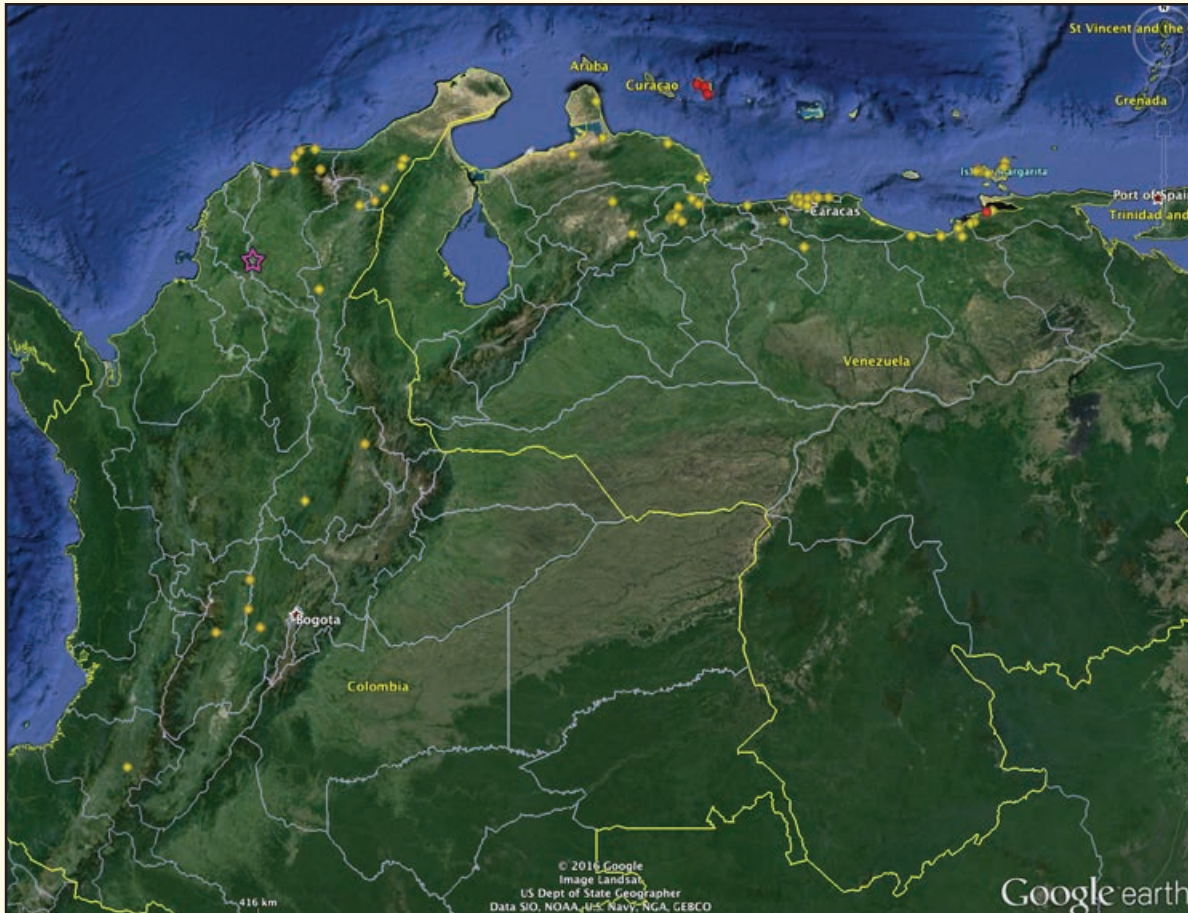 N
St Vincent and the
Aruba
Curaçao
Grenada
Isla Margarita
Port of Spain
Caracas
Trinidad and
Venezuela
Bogota
Colombia
© 2016 Google
Image Landsat
US Dept of State Geographer
416 km
Data SIO, NOAA, U.S. Navy, NGA, GEBCO
Google earth